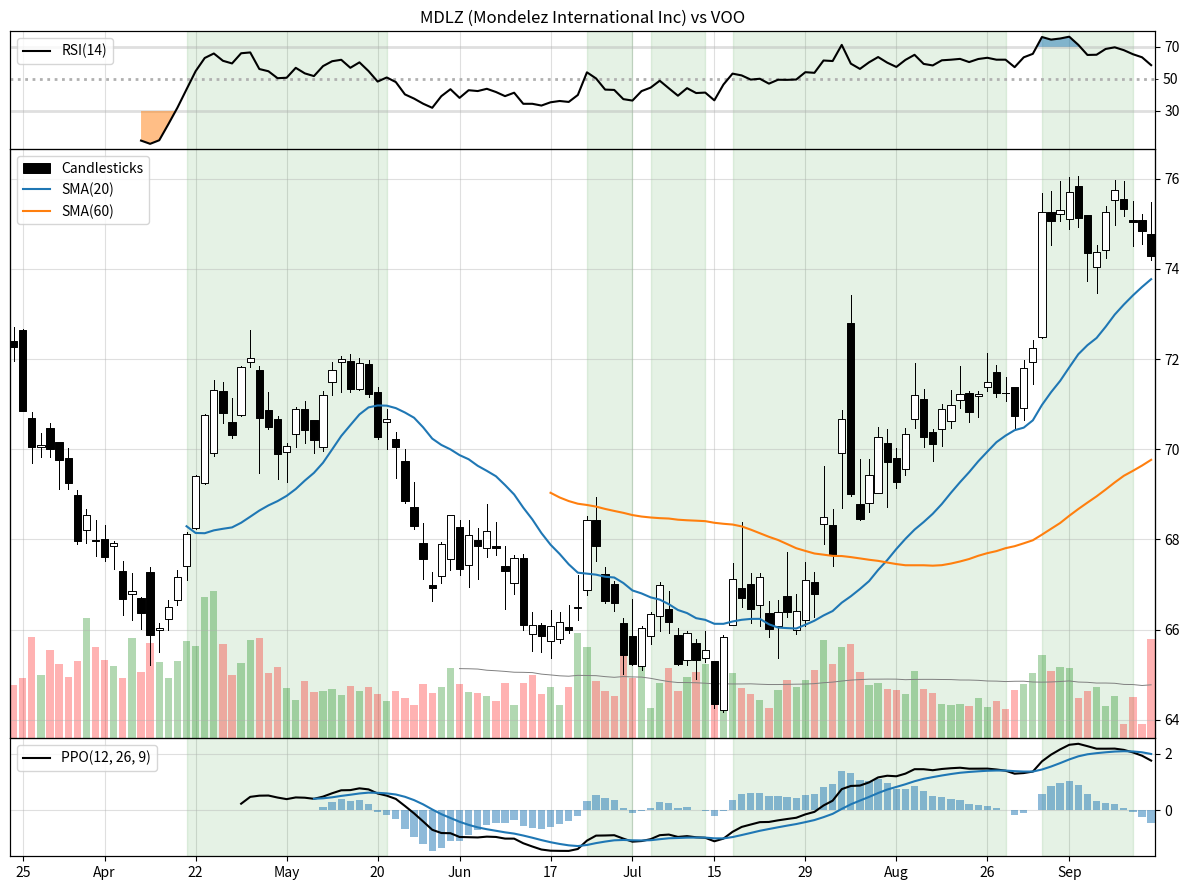 MDLZ (Mondelez International Inc) vs VOO
RSI(14)
70
50
30
Candlesticks
SMA(20)
SMA(60)
76
74
72
70
68
66
64
PPO(12, 26, 9)
2
0
25 Apr 22 May 20 Jun 17 Jul 15 29 Aug 26 Sep